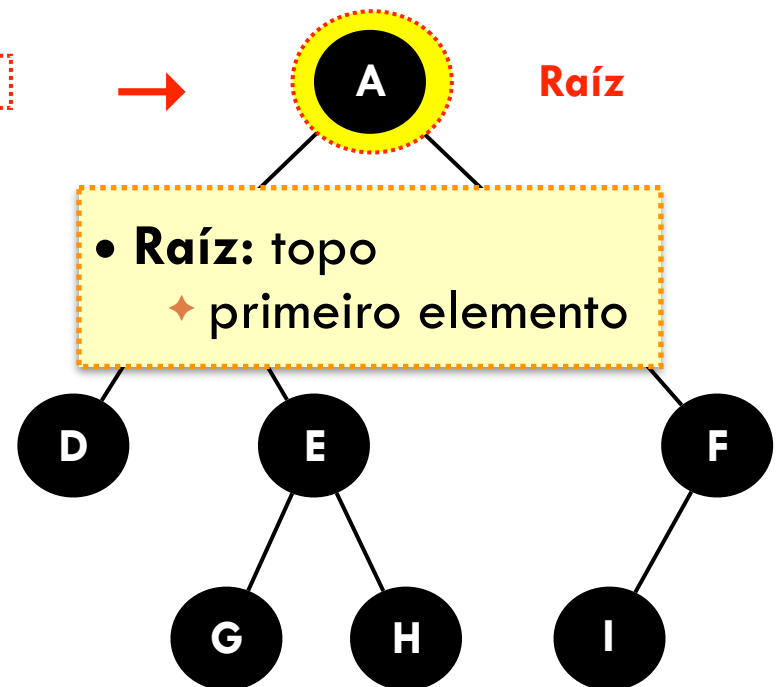 A Raíz
• Raíz: topo
✦ primeiro elemento
D E F
G H I